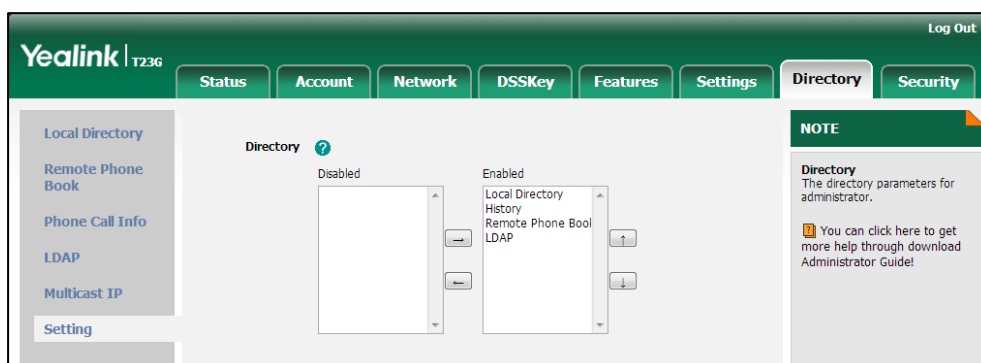 Log Out
Yealink T23G
Status
Account
Network
DSSKey
Features
Settings
Directory
Security
Local Directory
Remote Phone
Book
Phone Call Info
LDAP
Multicast IP
Setting
Directory
Disabled
Enabled
Local Directory
History
Remote Phone Bool
LDAP
NOTE
Directory
The directory parameters for
administrator.
You can click here to get
more help through download
Administrator Guide!